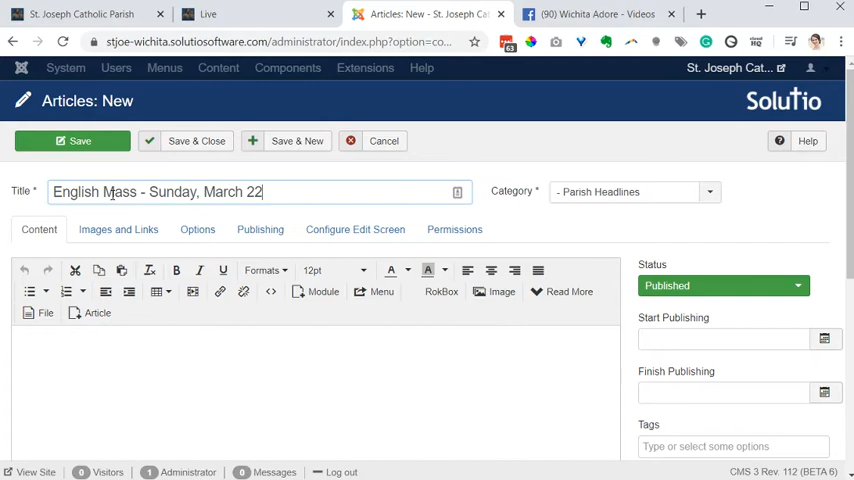 St. Joseph Catholic Parish
Live
Articles: New - St. Joseph Cat
(90) Wichita Adore - Videos
stjoe-wichita.solutiosoftware.com/administrator/index.php?option=co...
63
cloud
HQ
System Users Menus Content Components Extensions Help
St. Joseph Cat...
Articles: New
Solutio
Save
Save & Close
Save & New
Cancel
Help
Title *
English Mass - Sunday, March 22
Category *
- Parish Headlines
Content
Images and Links
Options
Publishing
Configure Edit Screen
Permissions
B I U Formats 12pt A A
Module Menu RokBox Image Read More
File Article
Status
Published
Start Publishing
Finish Publishing
Tags
Type or select some options
View Site 0 Visitors 1 Administrator 0 Messages Log out
CMS 3 Rev. 112 (BETA 6)